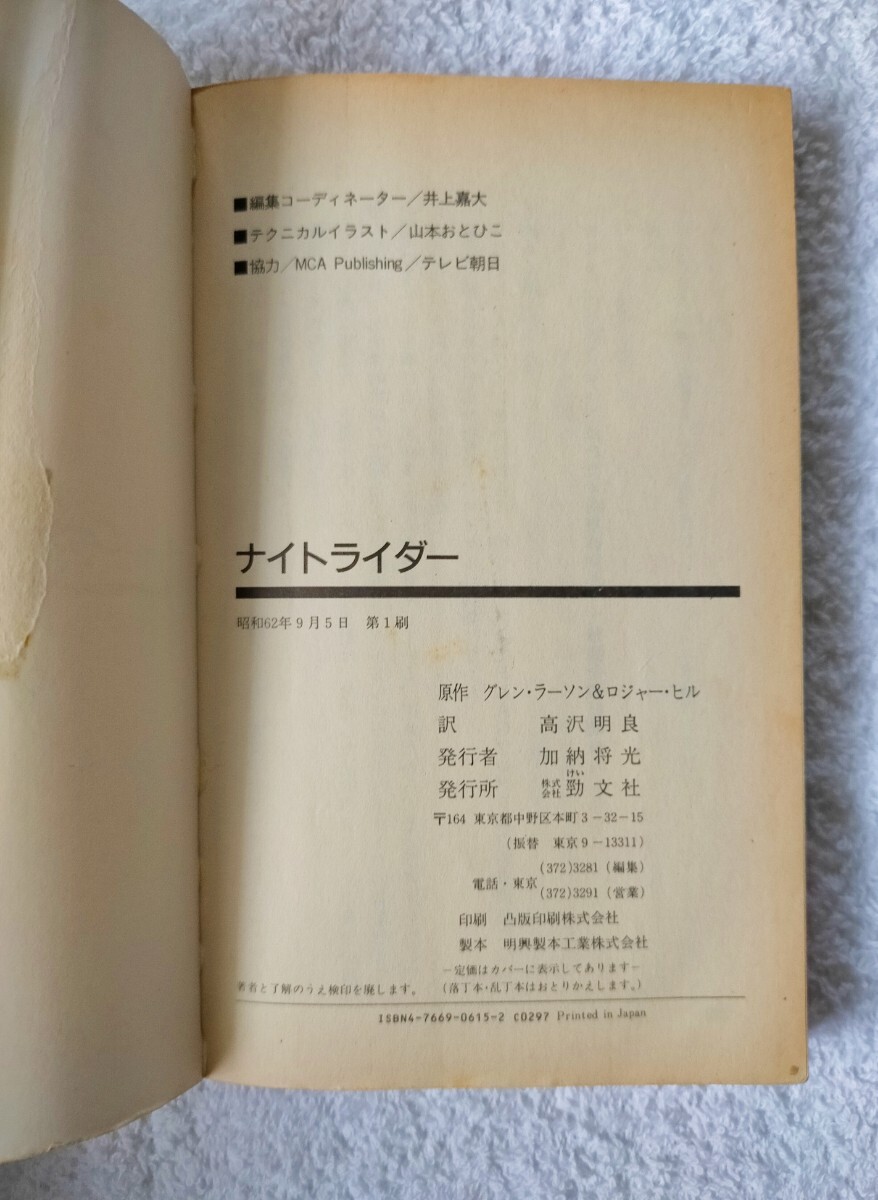 ■編集コーディネーター/井上嘉大
■テクニカルイラスト/山本おとひこ
■協力/MCA Publishing/テレビ朝日
ナイトライダー
昭和62年9月5日 第1刷
原作 グレン・ラーソン&ロジャー・ヒル
訳 高沢明良
発行者 加納将光
発行所 株式会社 勁文社
けい
〒164 東京都中野区本町3-32-15
(振替 東京9-13311)
電話・東京 (372)3281(編集)
(372)3291(営業)
印刷 凸版印刷株式会社
製本 明興製本工業株式会社
-定価はカバーに表示してあります-
著者と了解のうえ検印を廃します。 (落丁本・乱丁本はおとりかえします。)
ISBN4-7669-0615-2 C0297 Printed in Japan